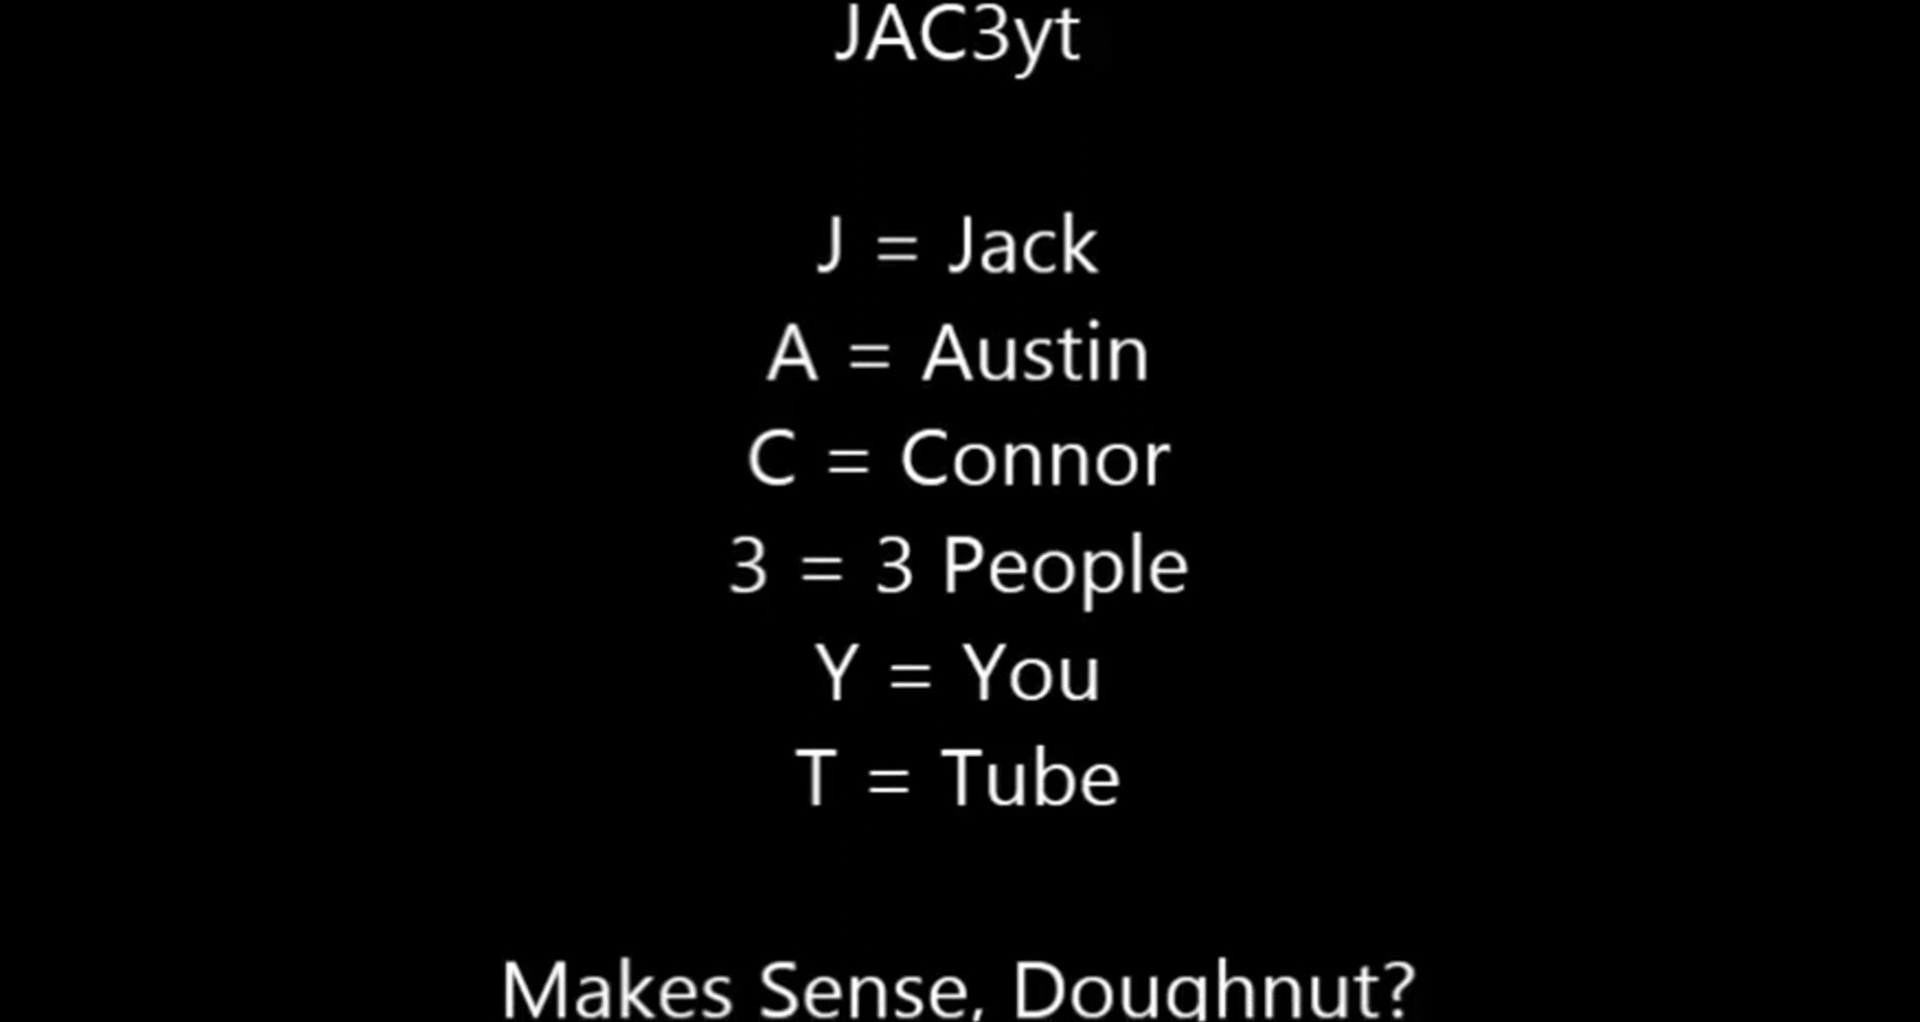 JAC3yt
J = Jack
A = Austin
C = Connor
3 = 3 People
Y = You
T = Tube
Makes Sense, Doughnut?